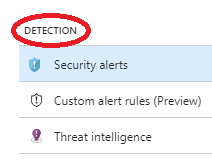 DETECTION
Security alerts
Custom alert rules (Preview)
Threat intelligence